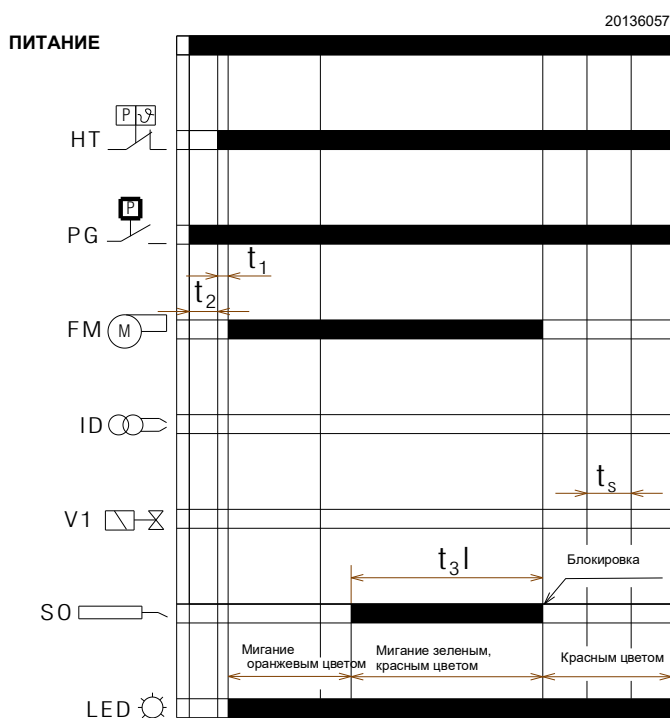 20136057
ПИТАНИЕ
P ϑ
HT
P
PG
t1
t2
FM M
ID
ts
V1
t3l
Блокировка
SO
Мигание
оранжевым цветом
Мигание зеленым,
красным цветом
Красным цветом
LED